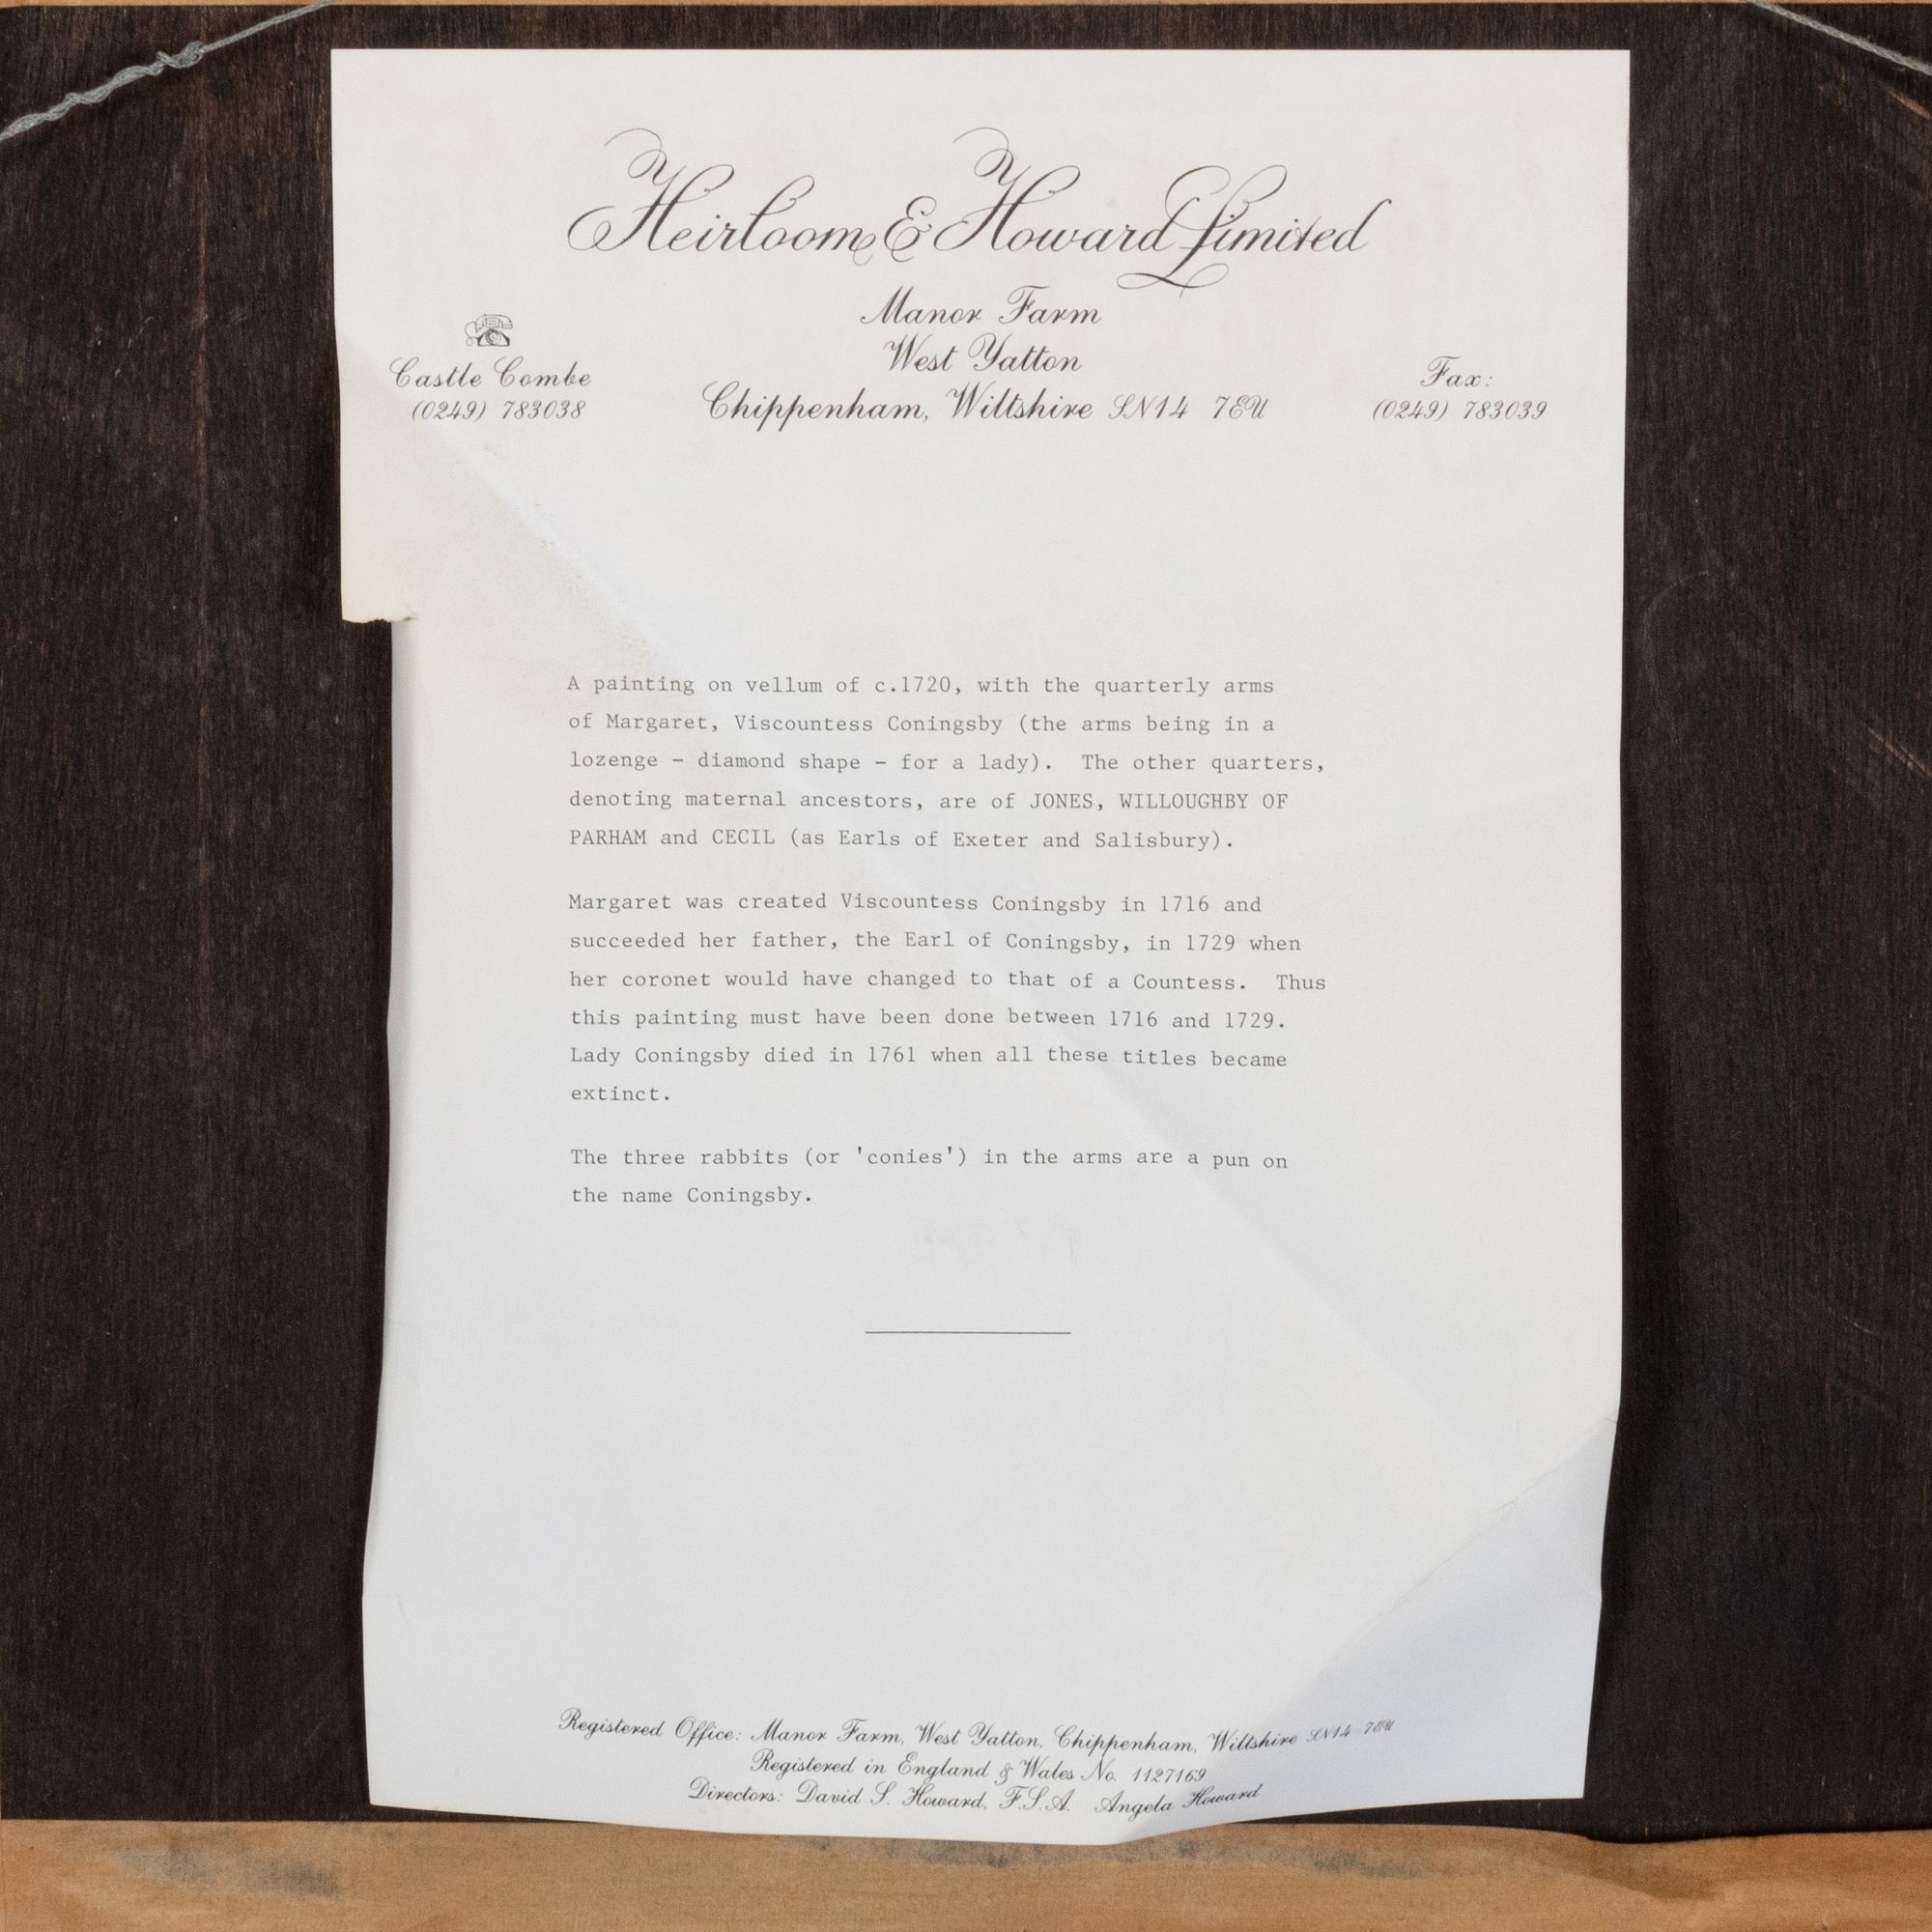 Heirloom & Howard Limited
Manor Farm
West Yatton
Chippenham, Wiltshire SN14 7EU
Castle Combe
(0249) 783038
Fax:
(0249) 783039
A painting on vellum of c.1720, with the quarterly arms
of Margaret, Viscountess Coningsby (the arms being in a
lozenge - diamond shape - for a lady).  The other quarters,
denoting maternal ancestors, are of JONES, WILLOUGHBY OF
PARHAM and CECIL (as Earls of Exeter and Salisbury).
Margaret was created Viscountess Coningsby in 1716 and
succeeded her father, the Earl of Coningsby, in 1729 when
her coronet would have changed to that of a Countess.  Thus
this painting must have been done between 1716 and 1729.
Lady Coningsby died in 1761 when all these titles became
extinct.
The three rabbits (or 'conies') in the arms are a pun on
the name Coningsby.
Registered Office: Manor Farm, West Yatton, Chippenham, Wiltshire SN14 7EU
Registered in England & Wales No. 1127169
Directors: David S. Howard, F.S.A. Angela Howard